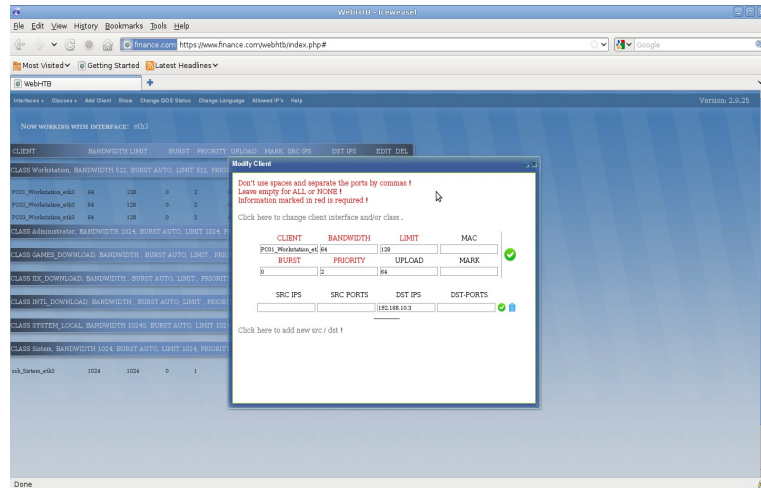 WebHTB - Iceweasel
File Edit View History Bookmarks Tools Help
finance.com https://www.finance.com/webhtb/index.php#
Google
Most Visited Getting Started Latest Headlines
WebHTB
Interfaces Classes Add Client Show Change QOS Status Change Language Allowed IP's Help
Version: 2.9.25
NOW WORKING WITH INTERFACE: eth3
CLIENT BANDWIDTH LIMIT BURST PRIORITY UPLOAD MARK SRC IPS DST IPS EDIT DEL
CLASS Workstation, BANDWIDTH 512, BURST AUTO, LIMIT 512, PRIO
PC01_Workstation_eth3 64 128 0 2
PC02_Workstation_eth3 64 128 0 2
PC03_Workstation_eth3 64 128 0 2
CLASS Administrator, BANDWIDTH 1024, BURST AUTO, LIMIT 1024, P
CLASS GAMES_DOWNLOAD, BANDWIDTH , BURST AUTO, LIMIT , PRIO
CLASS IIX_DOWNLOAD, BANDWIDTH , BURST AUTO, LIMIT , PRIORIT
CLASS INTL_DOWNLOAD, BANDWIDTH , BURST AUTO, LIMIT , PRIOR
CLASS SYSTEM_LOCAL, BANDWIDTH 10240, BURST AUTO, LIMIT 102
CLASS Sistem, BANDWIDTH 1024, BURST AUTO, LIMIT 1024, PRIORIT
1024 1024 0 1
Modify Client
Don't use spaces and separate the ports by commas !
Leave empty for ALL or NONE !
Information marked in red is required !
Click here to change client interface and/or class .
CLIENT BANDWIDTH LIMIT MAC
PC01_Workstation_et 64 128
BURST PRIORITY UPLOAD MARK
0 2 64
SRC IPS SRC PORTS DST IPS DST-PORTS
192.168.10.3
Click here to add new src / dst !
Done